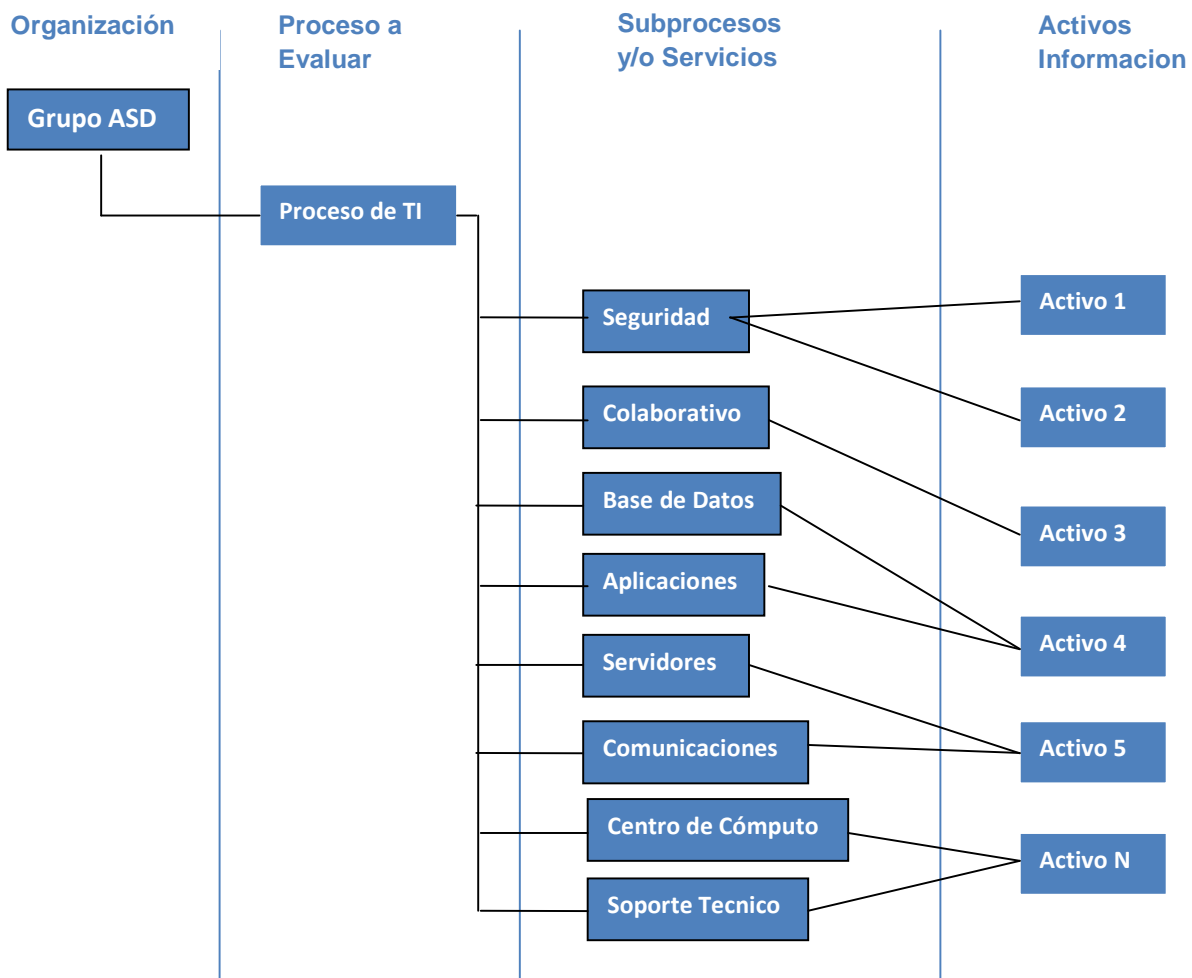 Organización
Proceso a
Evaluar
Subprocesos
y/o Servicios
Activos
Informacion
Grupo ASD
Proceso de TI
Seguridad
Colaborativo
Base de Datos
Aplicaciones
Servidores
Comunicaciones
Centro de Cómputo
Soporte Tecnico
Activo 1
Activo 2
Activo 3
Activo 4
Activo 5
Activo N